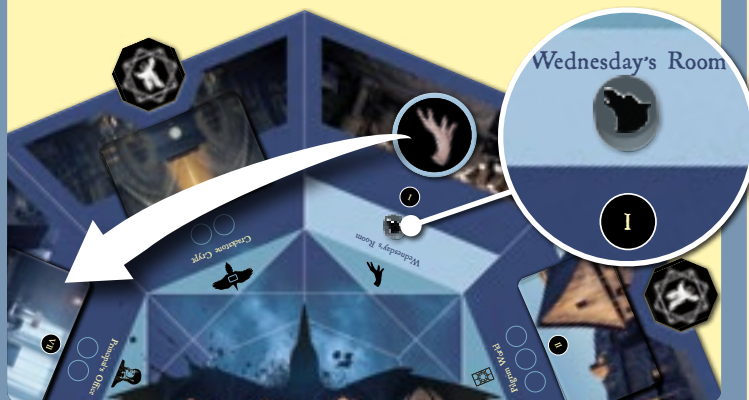 Wednesday's Room
I
I
Wednesday's Room
Crackstone Crypt
VII
Principal's Office
II
Pilgrim World